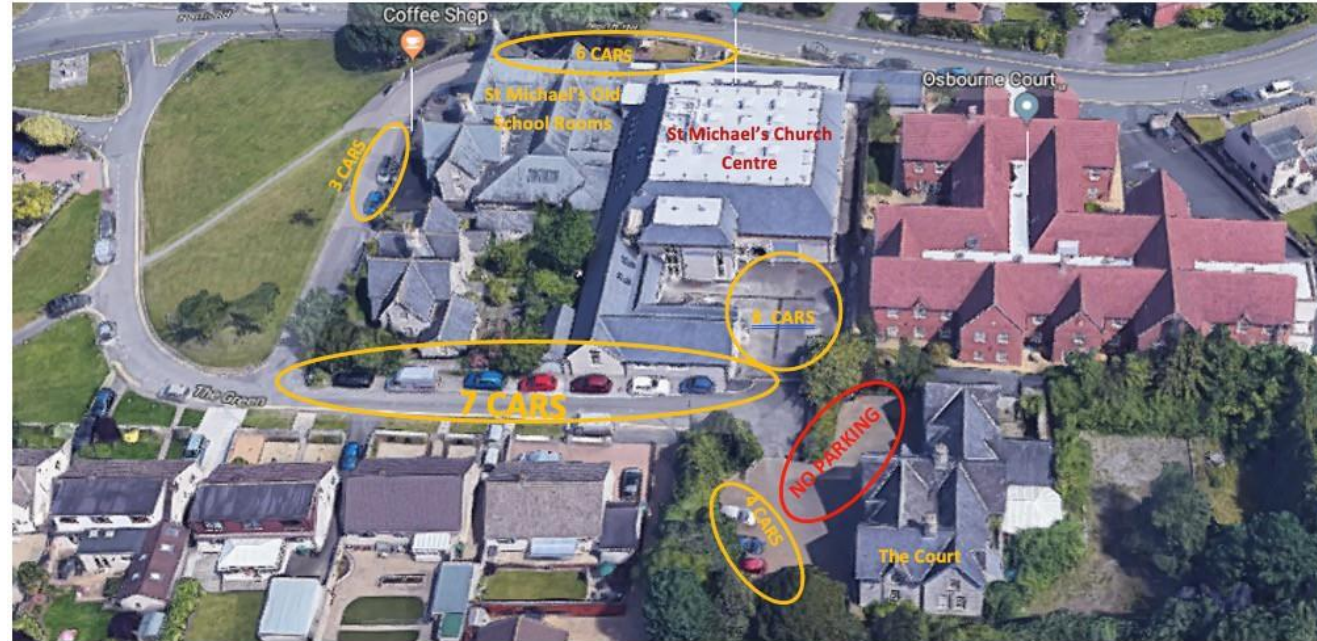 Coffee Shop
6 CARS
St Michael's Old
School Rooms
St Michael's Church
Centre
Osbourne Court
3 CARS
8 CARS
The Green
7 CARS
NO PARKING
4 CARS
The Court